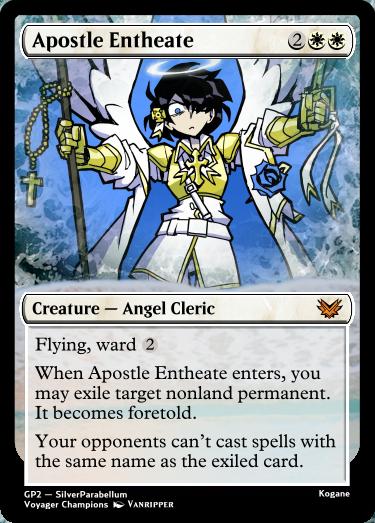 Apostle Entheate 2
Creature — Angel Cleric
Flying, ward 2
When Apostle Entheate enters, you
may exile target nonland permanent.
It becomes foretold.
Your opponents can't cast spells with
the same name as the exiled card.
GP2 — SilverParabellum Kogane
Voyager Champions Vanripper